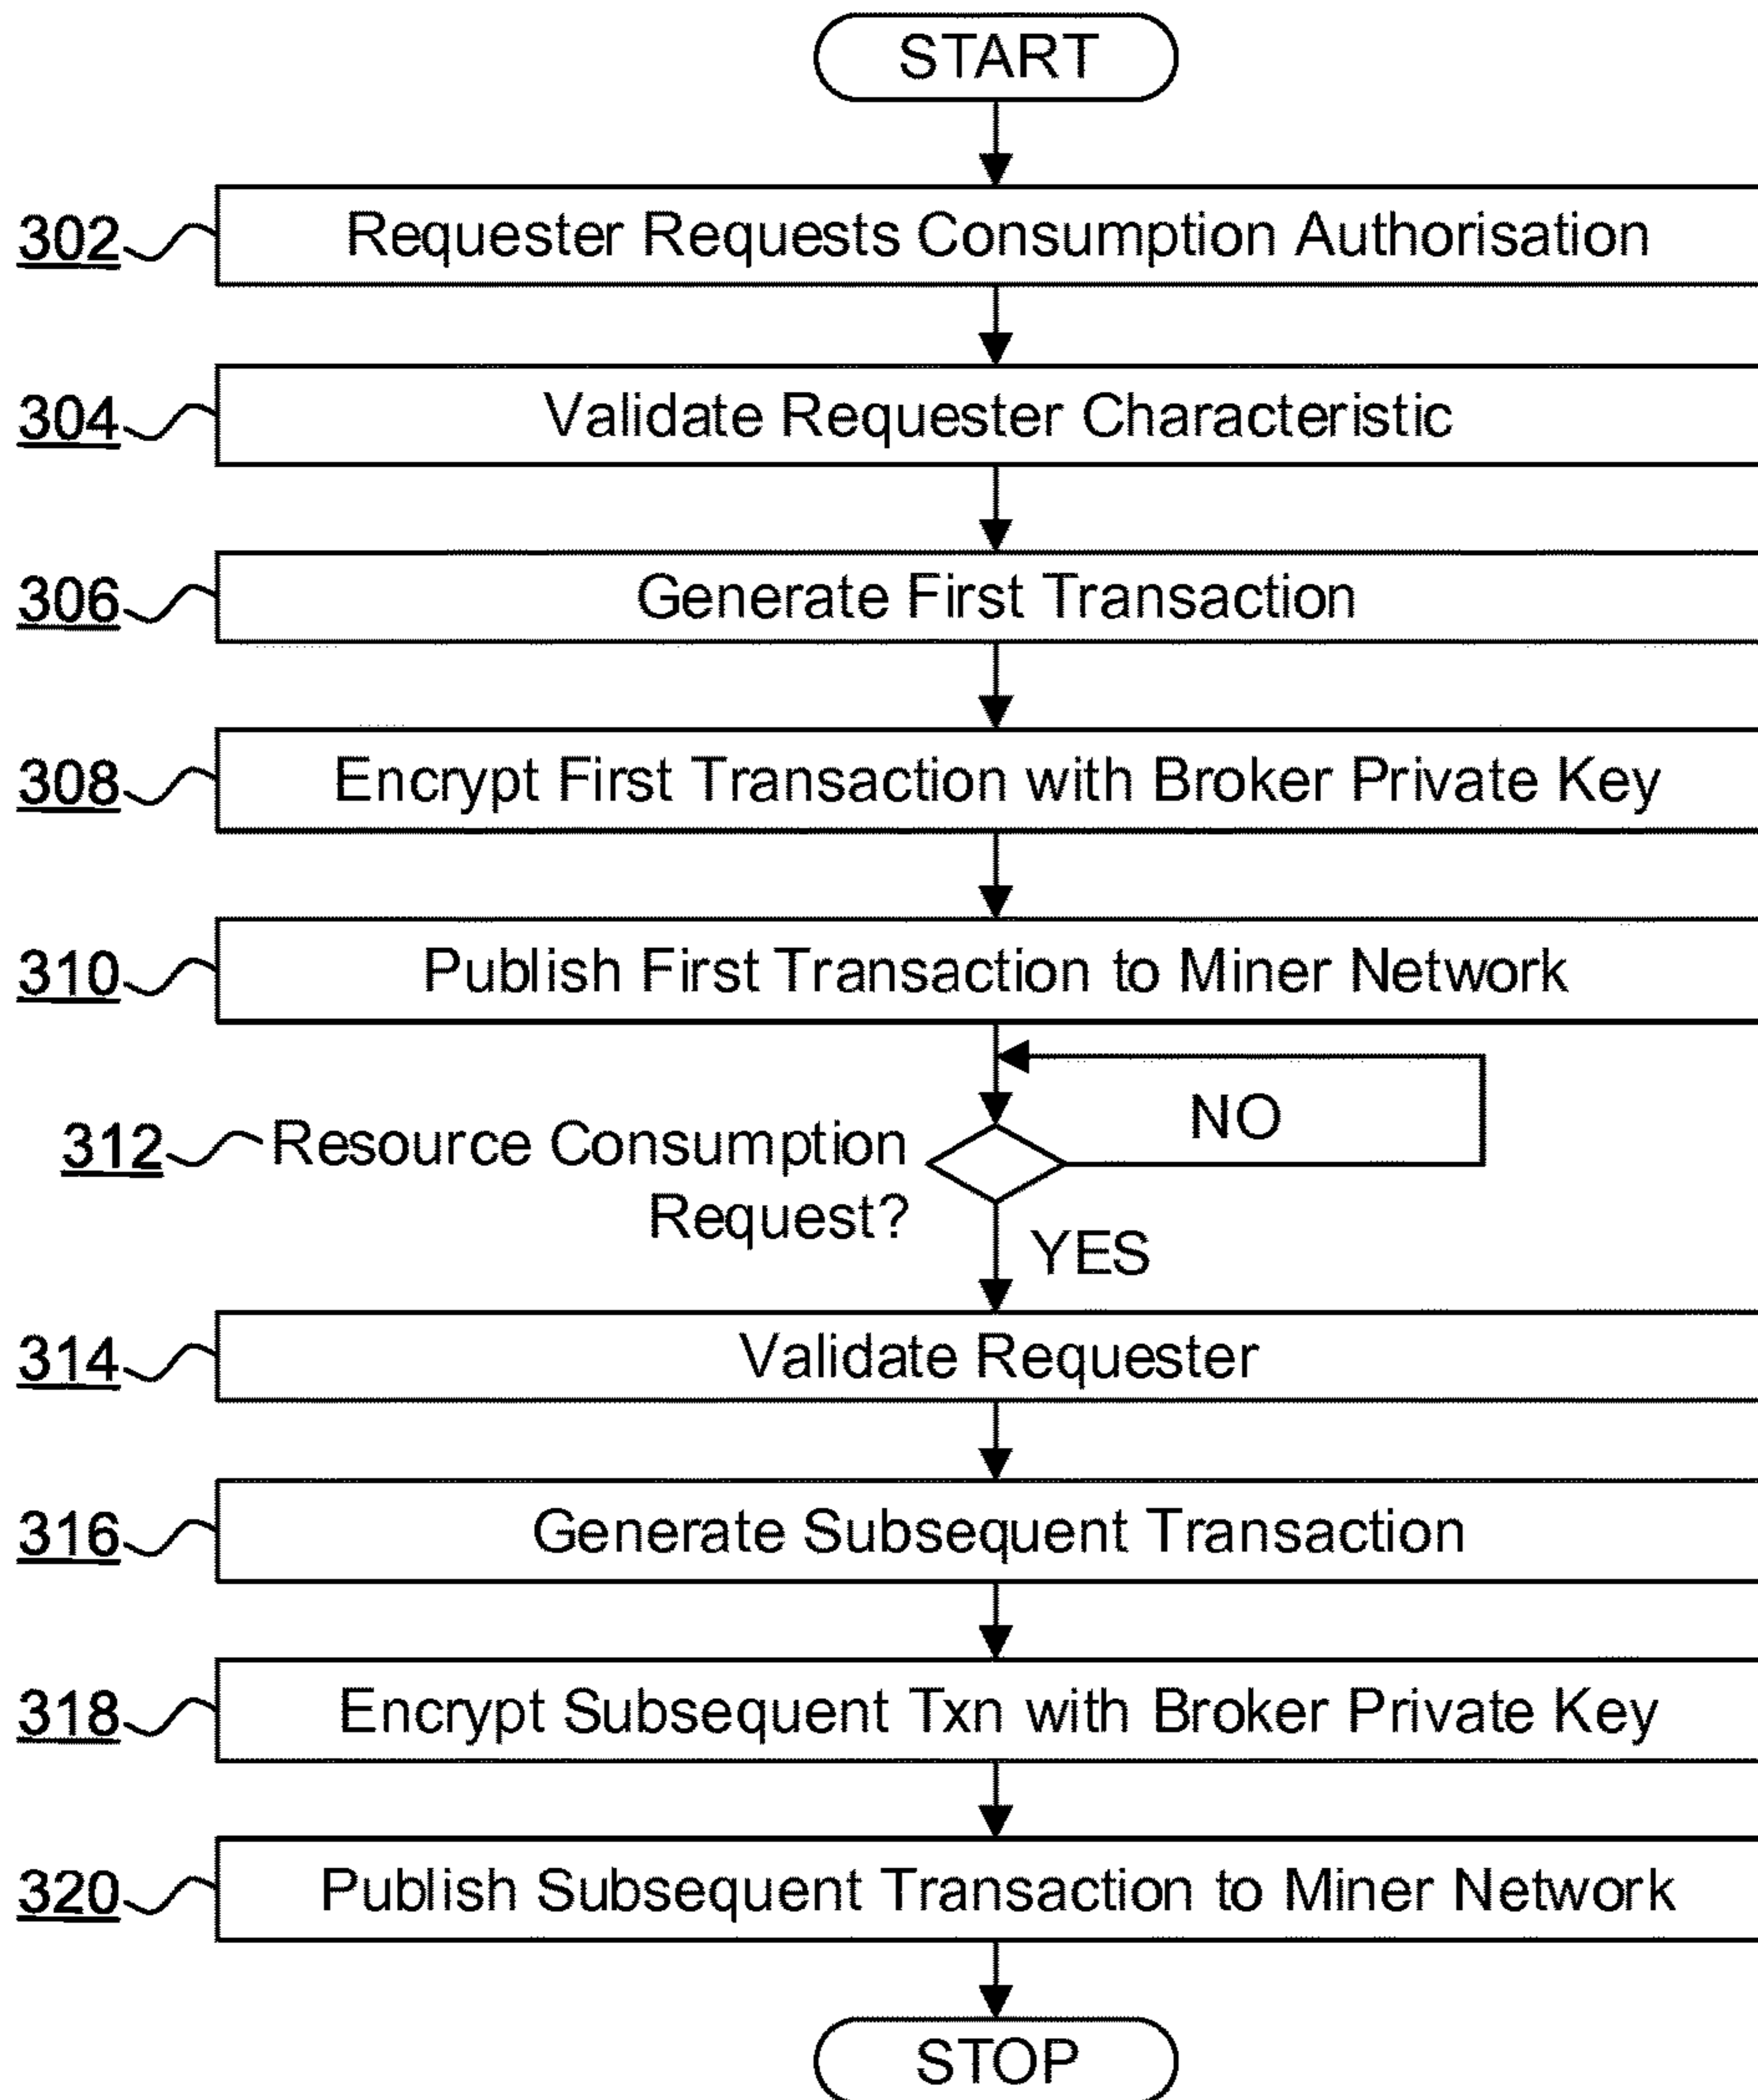 START
302 Requester Requests Consumption Authorisation
304 Validate Requester Characteristic
306 Generate First Transaction
308 Encrypt First Transaction with Broker Private Key
310 Publish First Transaction to Miner Network
NO
312 Resource Consumption
Request?
YES
314 Validate Requester
316 Generate Subsequent Transaction
318 Encrypt Subsequent Txn with Broker Private Key
320 Publish Subsequent Transaction to Miner Network
STOP